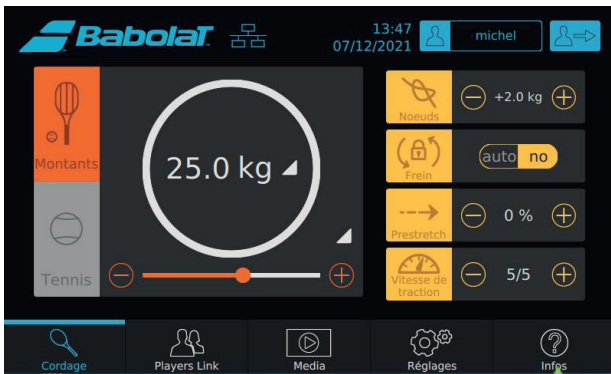 Babolat
13:47
07/12/2021
michel
Montants
25.0 kg
Tennis
Noeuds
+2.0 kg
Frein
auto no
Prestretch
0 %
Vitesse de
traction
5/5
Cordage
Players Link
Media
Réglages
Infos